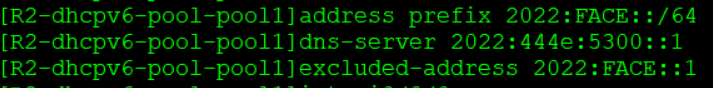 [R2-dhcpv6-pool-pool1]address prefix 2022:FACE::/64
[R2-dhcpv6-pool-pool1]dns-server 2022:444e:5300::1
[R2-dhcpv6-pool-pool1]excluded-address 2022:FACE::1